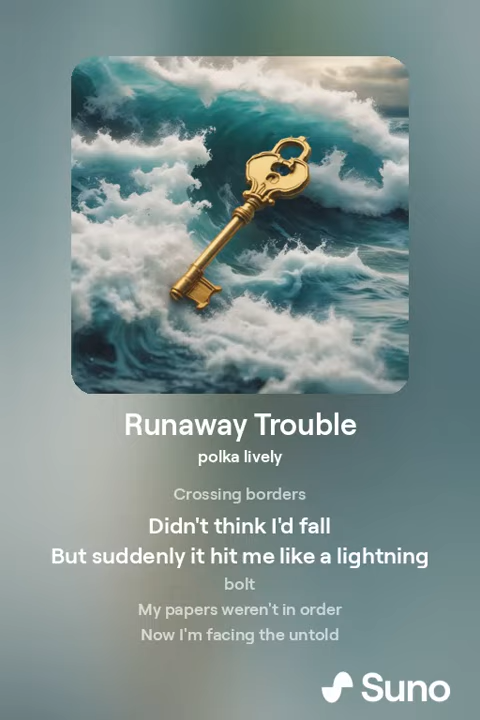 Runaway Trouble
polka lively
Crossing borders
Didn't think I'd fall
But suddenly it hit me like a lightning
bolt
My papers weren't in order
Now I'm facing the untold
Suno